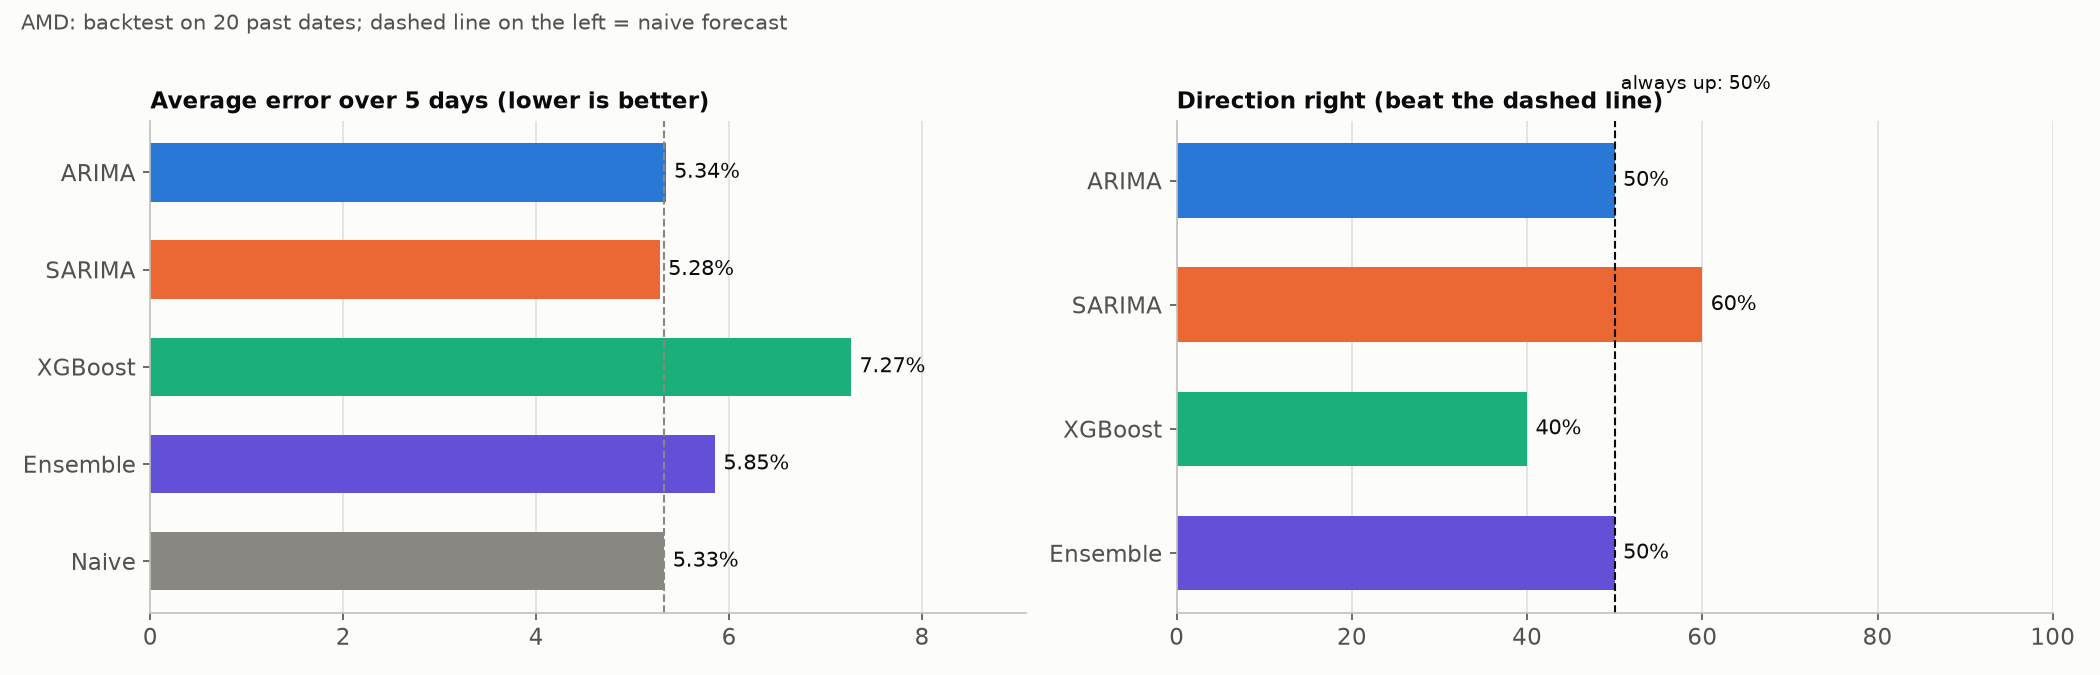 AMD: backtest on 20 past dates; dashed line on the left = naive forecast
Average error over 5 days (lower is better)
ARIMA
5.34%
SARIMA
5.28%
XGBoost
7.27%
Ensemble
5.85%
Naive
5.33%
0 2 4 6 8
always up: 50%
Direction right (beat the dashed line)
ARIMA
50%
SARIMA
60%
XGBoost
40%
Ensemble
50%
0 20 40 60 80 100